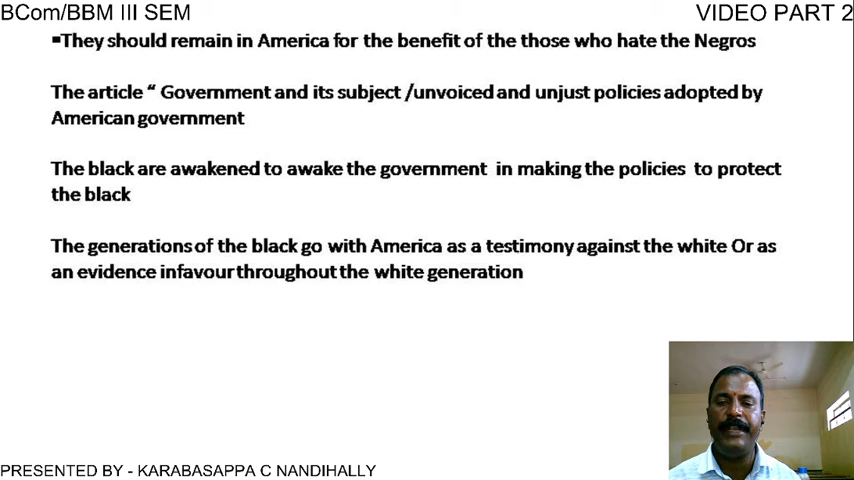 BCom/BBM III SEM
VIDEO PART 2
▪They should remain in America for the benefit of the those who hate the Negros
The article “ Government and its subject /unvoiced and unjust policies adopted by
American government
The black are awakened to awake the government in making the policies to protect
the black
The generations of the black go with America as a testimony against the white Or as
an evidence infavour throughout the white generation
PRESENTED BY - KARABASAPPA C NANDIHALLY